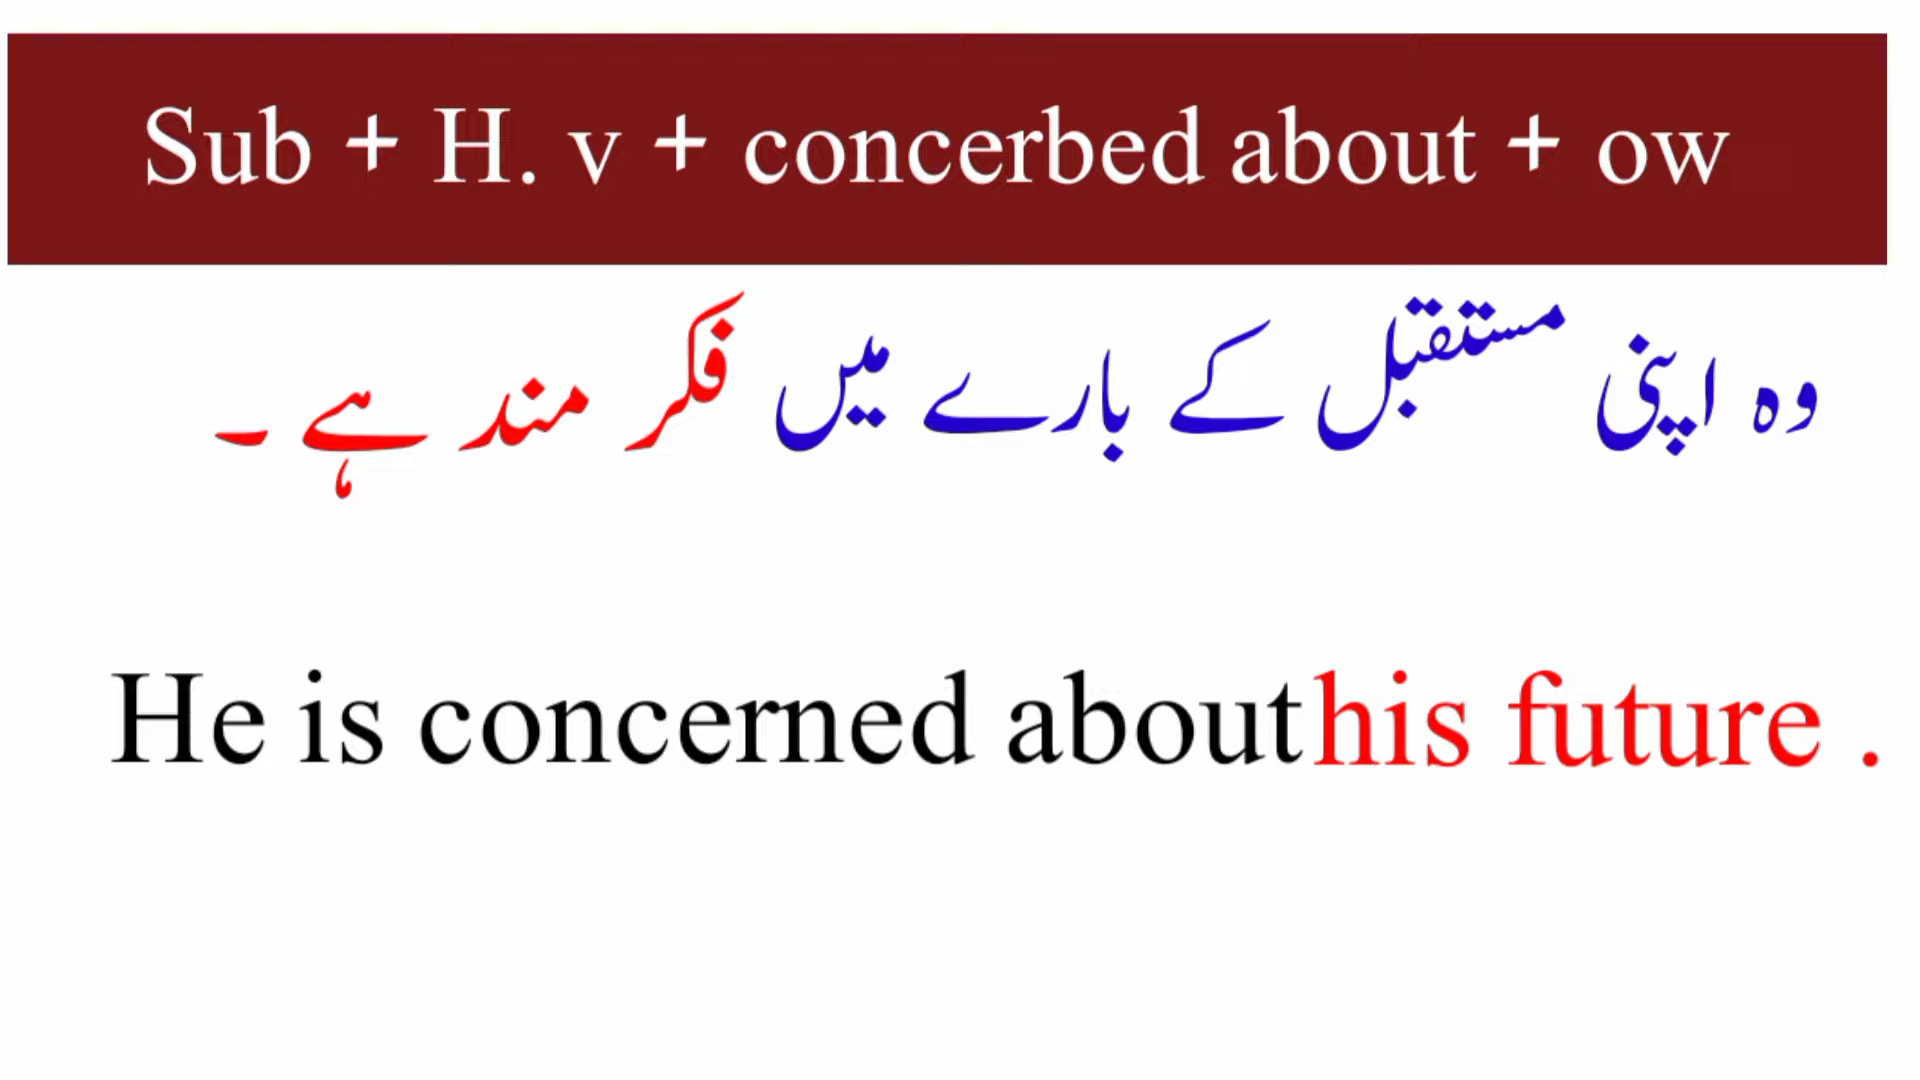 Sub + H. v + concerbed about + ow
وہ اپنی مستقبل کے بارے میں فکر مند ہے ۔
He is concerned about his future .